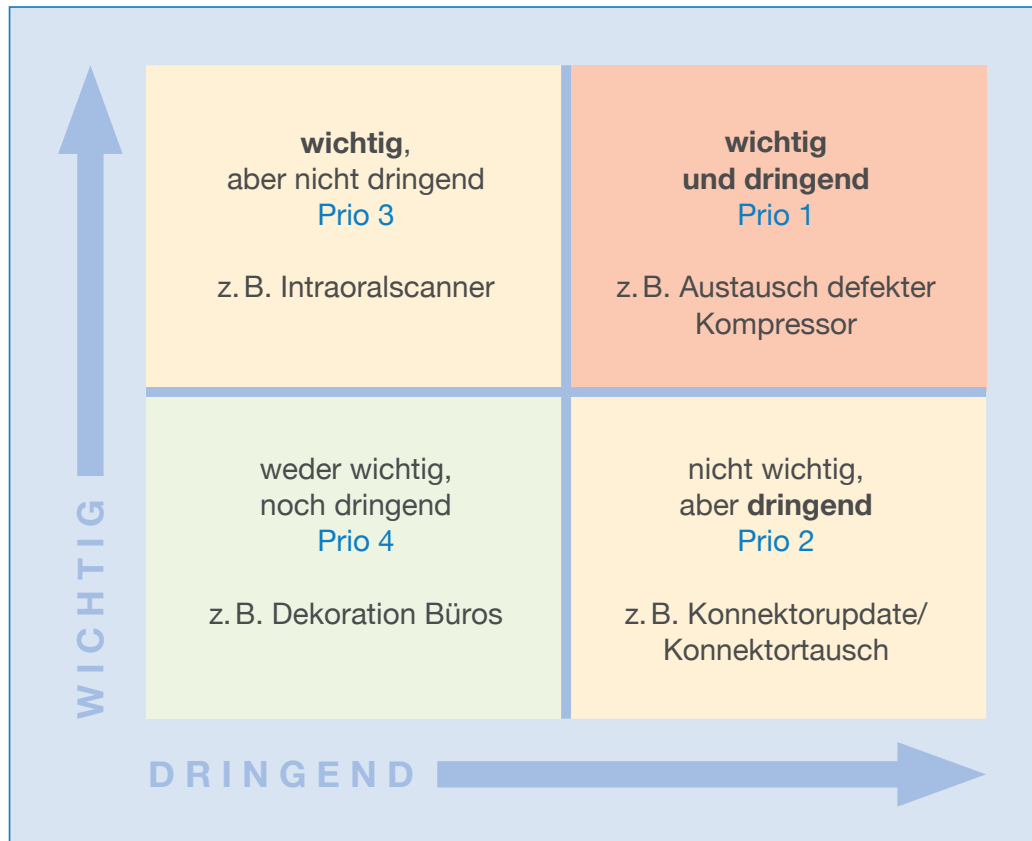 wichtig,
aber nicht dringend
Prio 3
z. B. Intraoralscanner
wichtig
und dringend
Prio 1
z. B. Austausch defekter
Kompressor
weder wichtig,
noch dringend
Prio 4
z. B. Dekoration Büros
nicht wichtig,
aber dringend
Prio 2
z. B. Konnektorupdate/
Konnektortausch
WICHTIG
DRINGEND